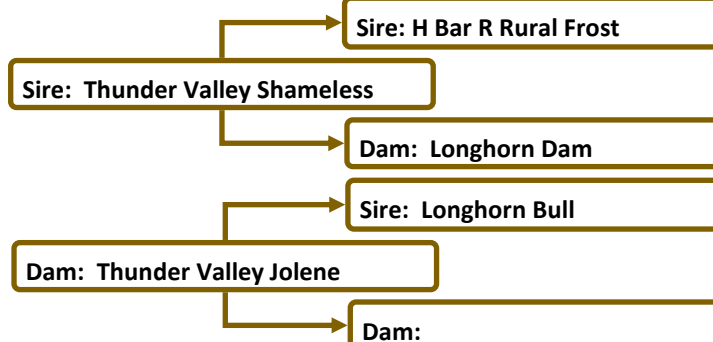 Sire: H Bar R Rural Frost
Sire: Thunder Valley Shameless
Dam: Longhorn Dam
Sire: Longhorn Bull
Dam: Thunder Valley Jolene
Dam: